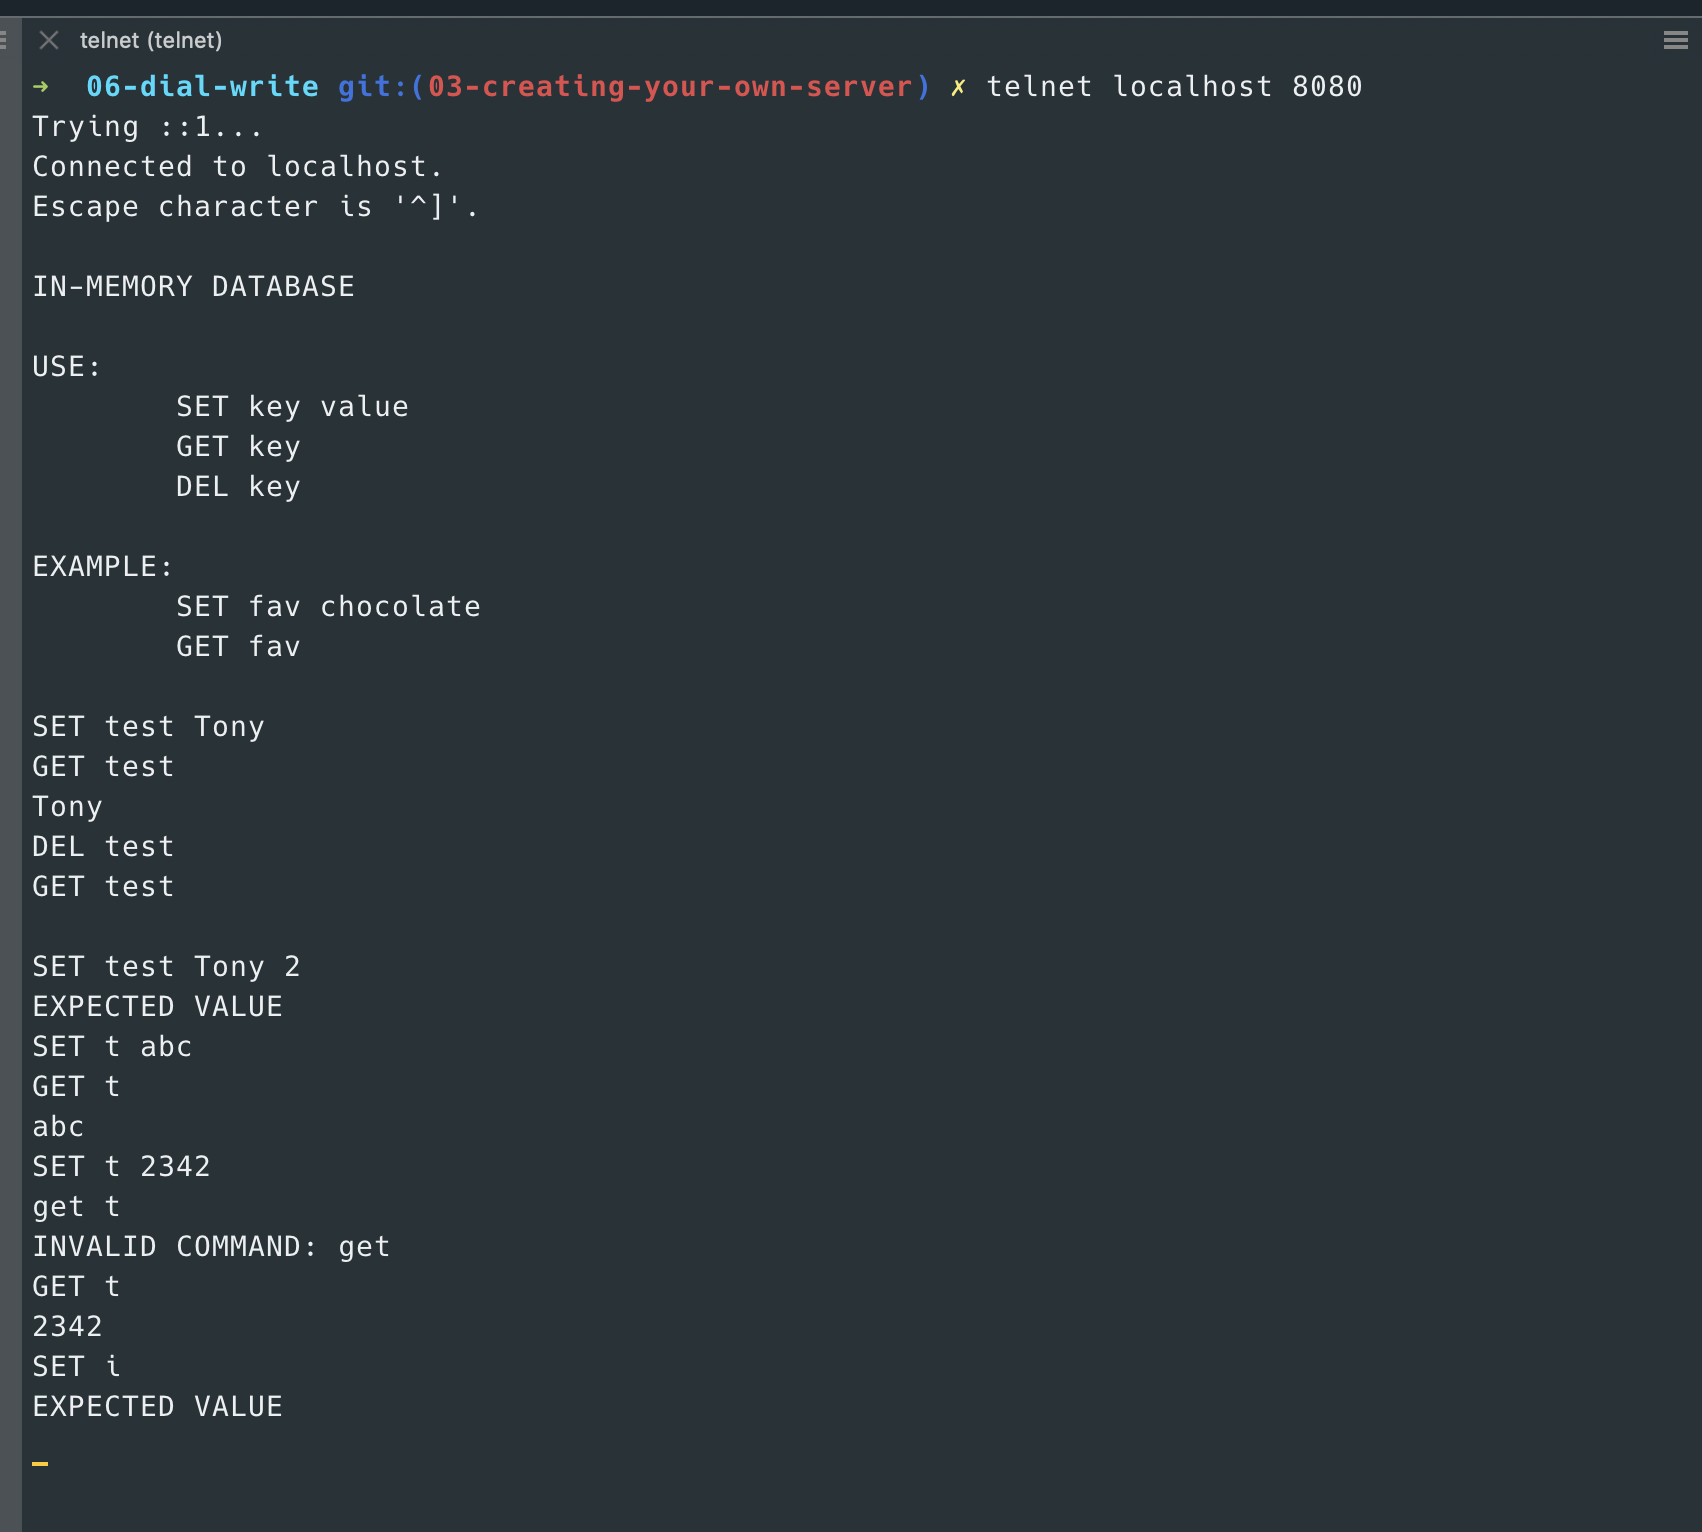 telnet (telnet)
➜  06-dial-write git:(03-creating-your-own-server) ✗ telnet localhost 8080
Trying ::1...
Connected to localhost.
Escape character is '^]'.
IN-MEMORY DATABASE
USE:
SET key value
GET key
DEL key
EXAMPLE:
SET fav chocolate
GET fav
SET test Tony
GET test
Tony
DEL test
GET test
SET test Tony 2
EXPECTED VALUE
SET t abc
GET t
abc
SET t 2342
get t
INVALID COMMAND: get
GET t
2342
SET i
EXPECTED VALUE